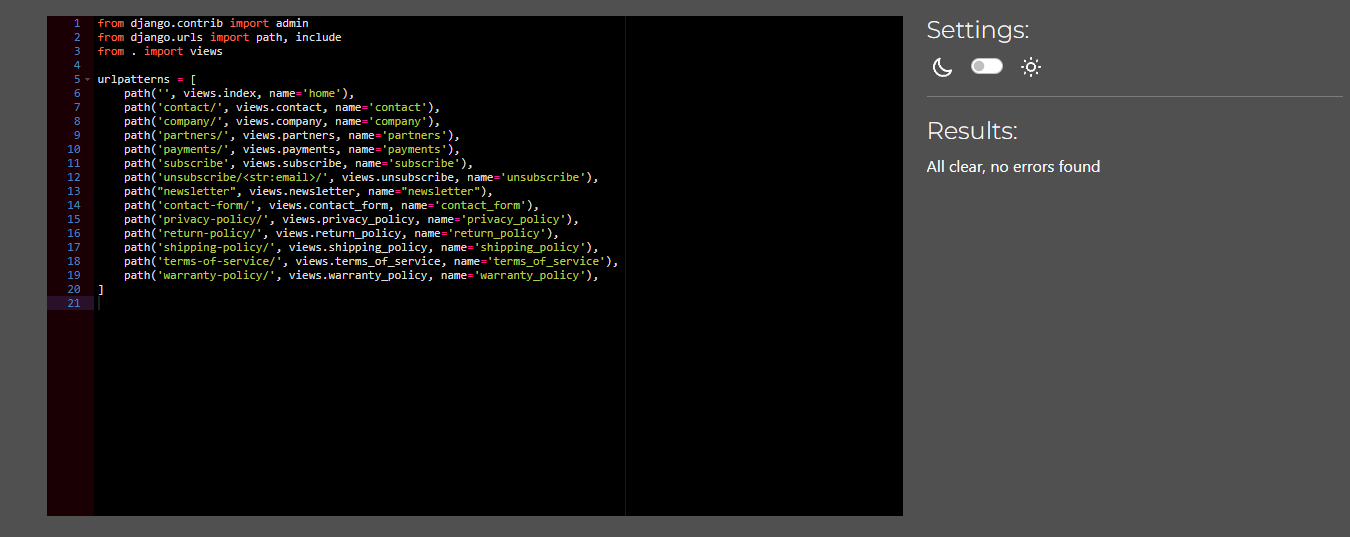 1 from django.contrib import admin
2 from django.urls import path, include
3 from . import views
4
5 urlpatterns = [
6     path('', views.index, name='home'),
7     path('contact/', views.contact, name='contact'),
8     path('company/', views.company, name='company'),
9     path('partners/', views.partners, name='partners'),
10     path('payments/', views.payments, name='payments'),
11     path('subscribe', views.subscribe, name='subscribe'),
12     path('unsubscribe/<str:email>/', views.unsubscribe, name='unsubscribe'),
13     path("newsletter", views.newsletter, name="newsletter"),
14     path('contact-form/', views.contact_form, name='contact_form'),
15     path('privacy-policy/', views.privacy_policy, name='privacy_policy'),
16     path('return-policy/', views.return_policy, name='return_policy'),
17     path('shipping-policy/', views.shipping_policy, name='shipping_policy'),
18     path('terms-of-service/', views.terms_of_service, name='terms_of_service'),
19     path('warranty-policy/', views.warranty_policy, name='warranty_policy'),
20 ]
21
Settings:
Results:
All clear, no errors found